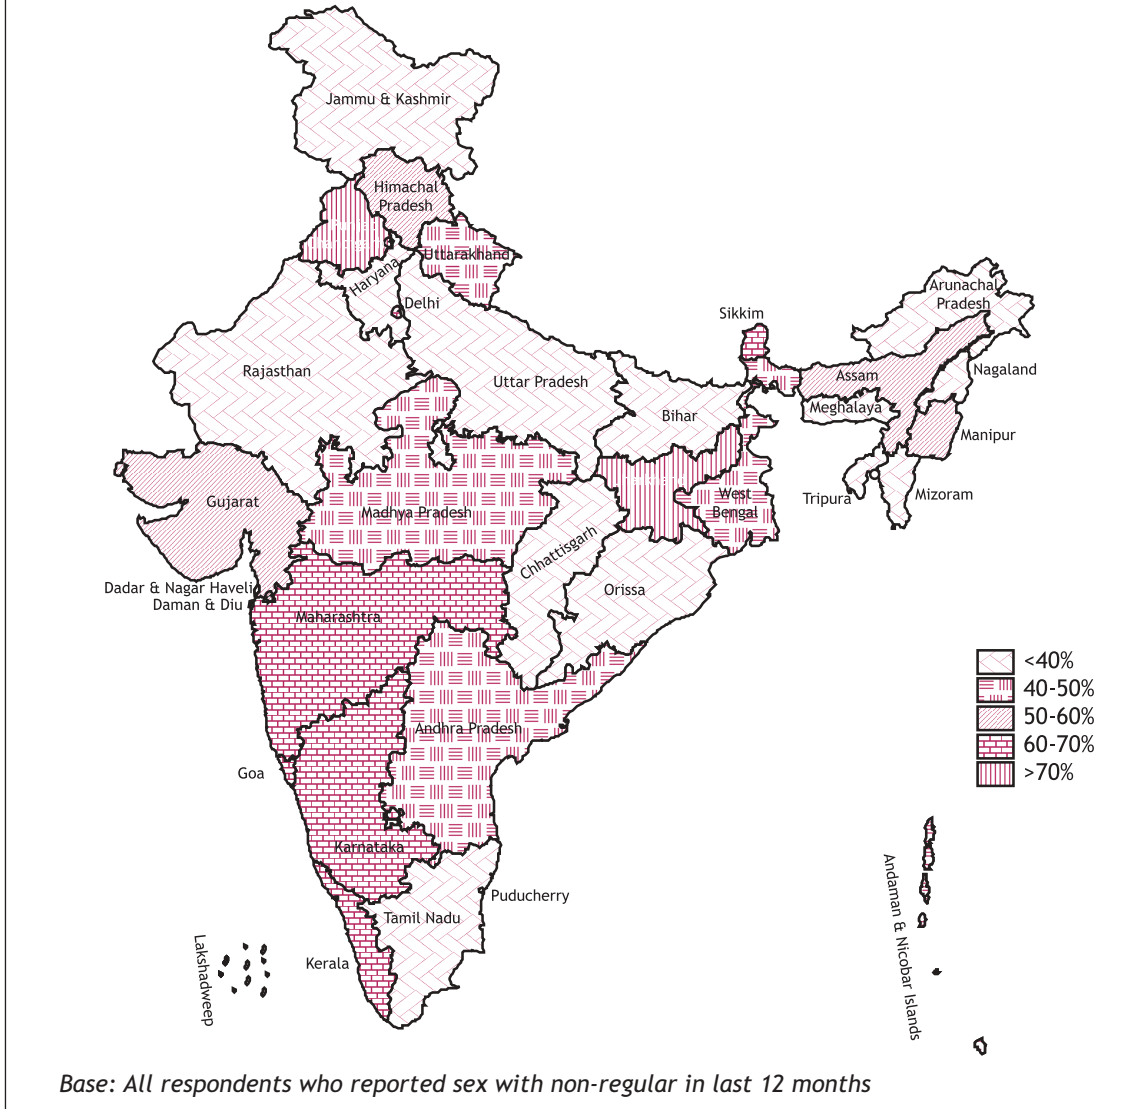 Jammu & Kashmir
Himachal
Pradesh
Uttarakhand
Haryana
Delhi
Arunachal
Pradesh
Sikkim
Rajasthan
Uttar Pradesh
Assam
Nagaland
Bihar
Meghalaya
Manipur
Jharkhand
Gujarat
Madhya Pradesh
West
Bengal
Tripura
Mizoram
Chhattisgarh
Dadar & Nagar Haveli
Daman & Diu
Orissa
Maharashtra
<40%
40-50%
50-60%
60-70%
>70%
Andhra Pradesh
Goa
Karnataka
Puducherry
Tamil Nadu
Kerala
Lakshadweep
Andaman & Nicobar Islands
Base: All respondents who reported sex with non-regular in last 12 months